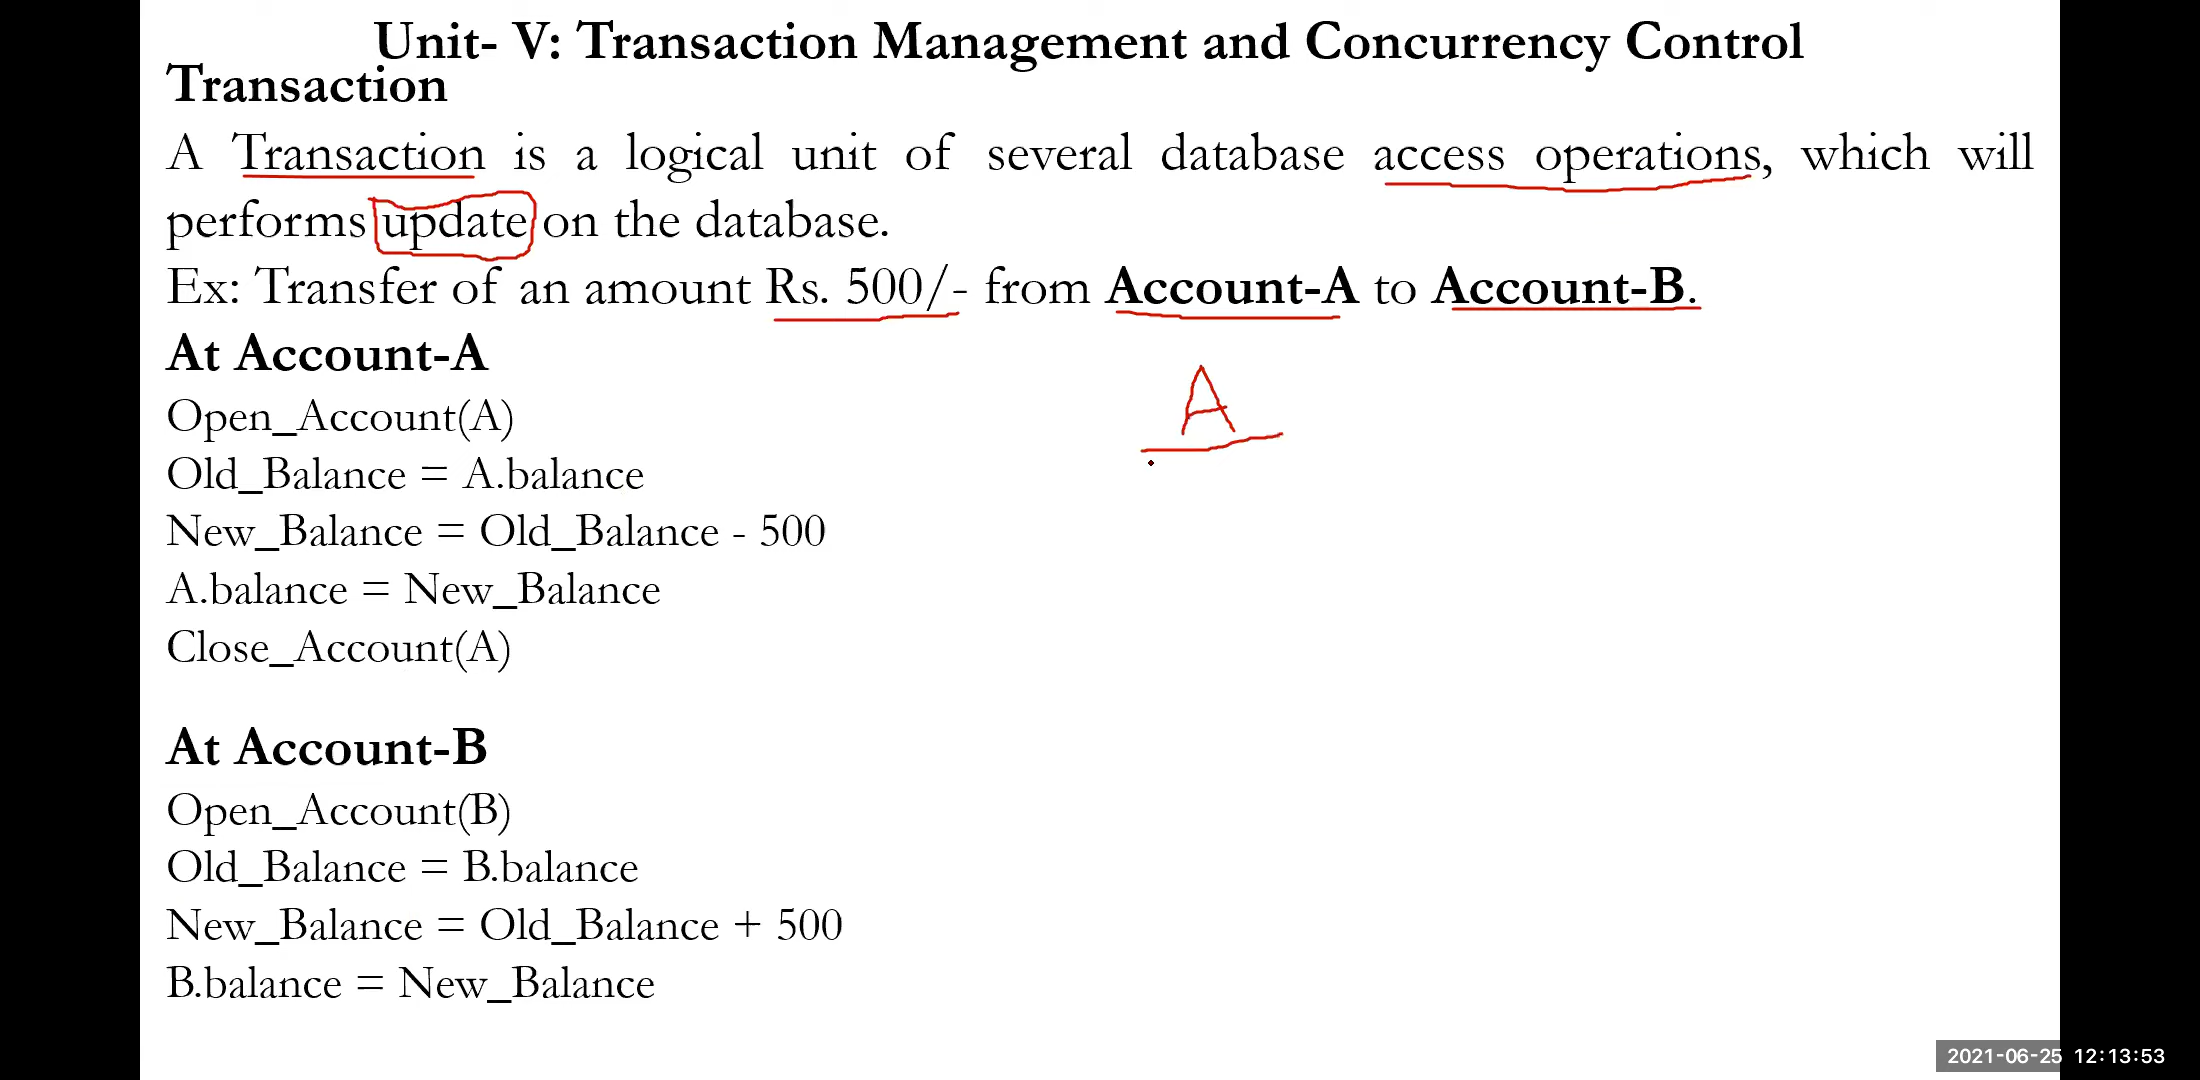 Unit- V: Transaction Management and Concurrency Control
Transaction
A Transaction is a logical unit of several database access operations, which will
performs update on the database.
Ex: Transfer of an amount Rs. 500/- from Account-A to Account-B.
At Account-A
A
Open_Account(A)
Old_Balance = A.balance
New_Balance = Old_Balance - 500
A.balance = New_Balance
Close_Account(A)
At Account-B
Open_Account(B)
Old_Balance = B.balance
New_Balance = Old_Balance + 500
B.balance = New_Balance
2021-06-25 12:13:53